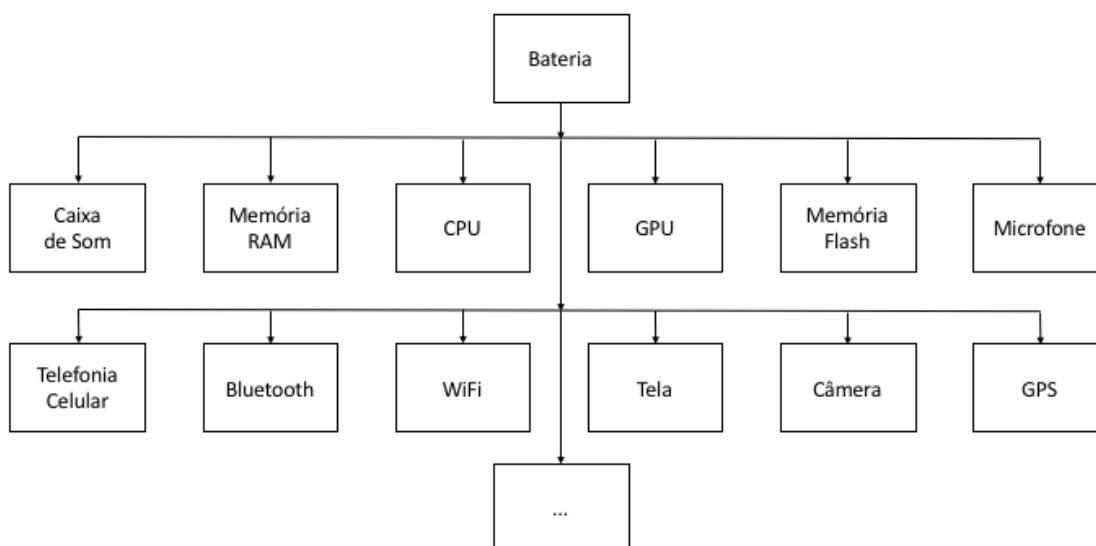 Bateria
Caixa
de Som
Memória
RAM
CPU
GPU
Memória
Flash
Microfone
Telefonia
Celular
Bluetooth
WiFi
Tela
Câmera
GPS
...